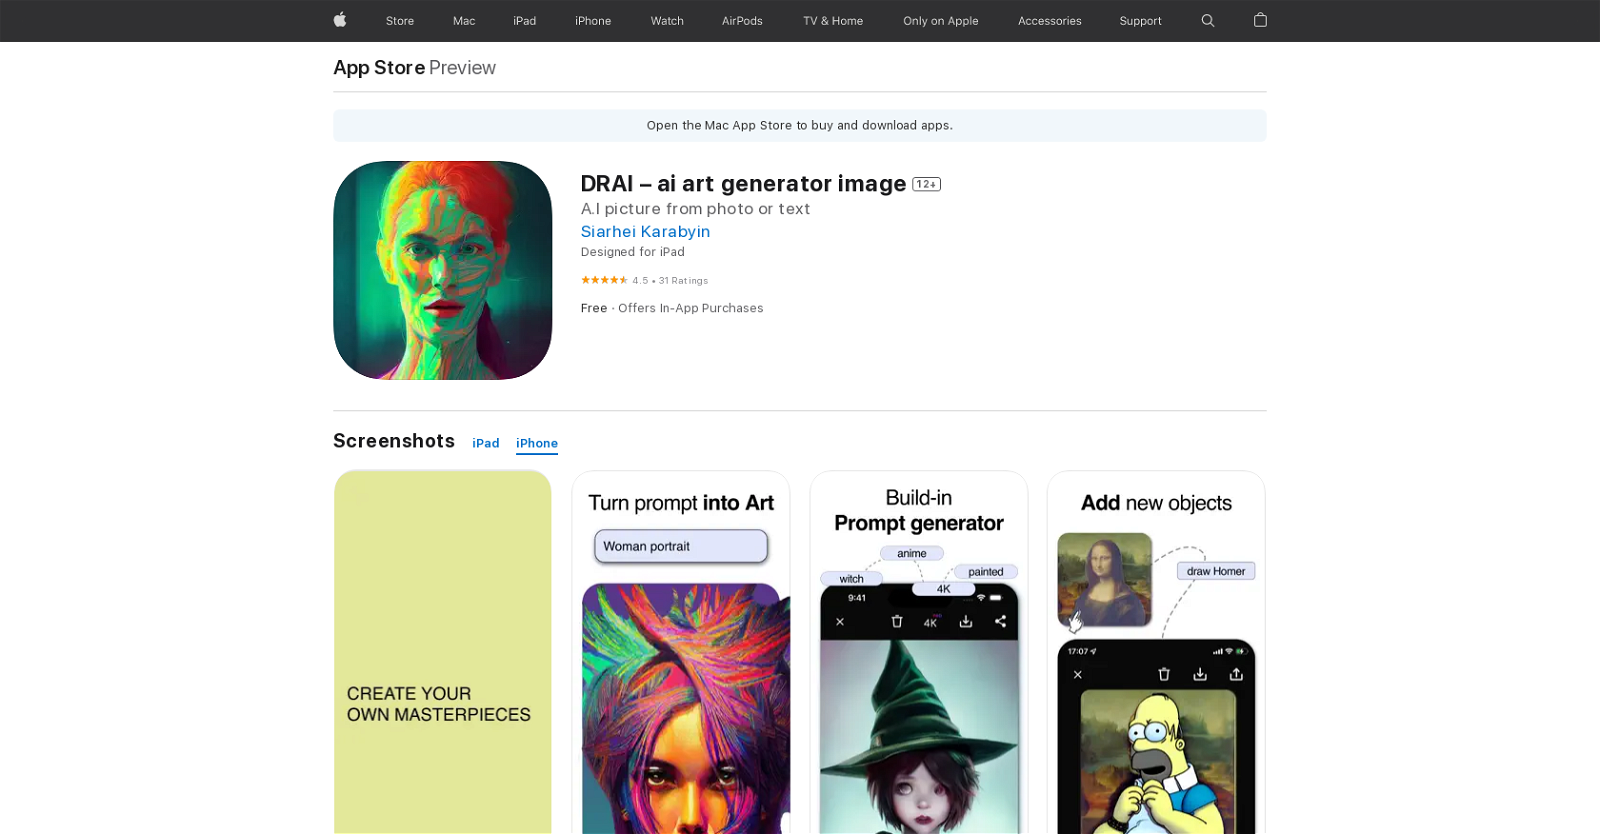 Store Mac iPad iPhone Watch AirPods TV & Home Only on Apple Accessories Support
App Store Preview
Open the Mac App Store to buy and download apps.
DRAI – ai art generator image 12+
A.I picture from photo or text
Siarhei Karabyin
Designed for iPad
★★★★★ 4.5 • 31 Ratings
Free · Offers In-App Purchases
Screenshots iPad iPhone
CREATE YOUR
OWN MASTERPIECES
Turn prompt into Art
Woman portrait
Build-in
Prompt generator
anime
witch
painted
4K
9:41
4K
Add new objects
draw Homer
17:07